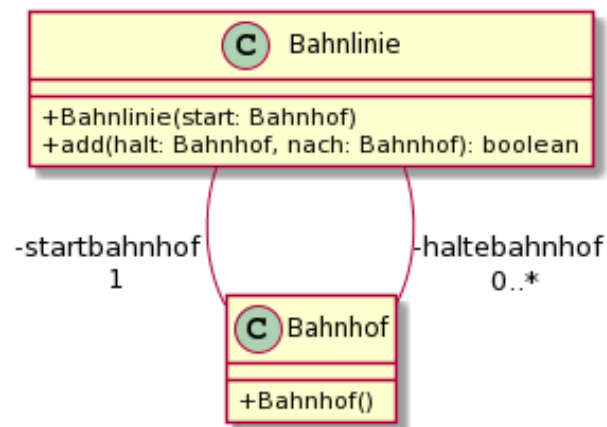 C Bahnlinie
+Bahnlinie(start: Bahnhof)
+add(halt: Bahnhof, nach: Bahnhof): boolean
-startbahnhof
1
-haltebahnhof
0..*
C Bahnhof
+Bahnhof()